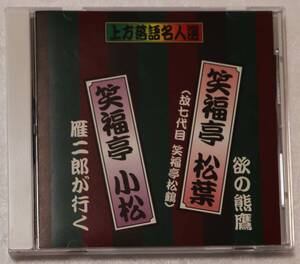 上方落語名人選
欲の熊鷹
笑福亭 松葉
(故七代目 笑福亭松鶴)
笑福亭 小松
雁二郎が行く